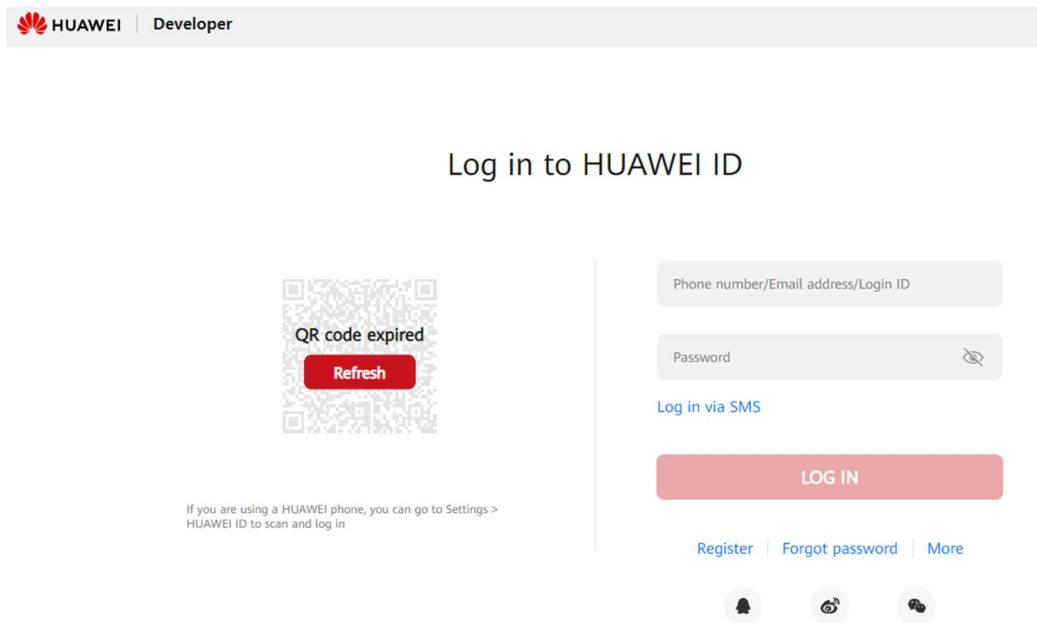 HUAWEI Developer
Log in to HUAWEI ID
QR code expired
Refresh
If you are using a HUAWEI phone, you can go to Settings >
HUAWEI ID to scan and log in
Phone number/Email address/Login ID
Password
Log in via SMS
LOG IN
Register Forgot password More